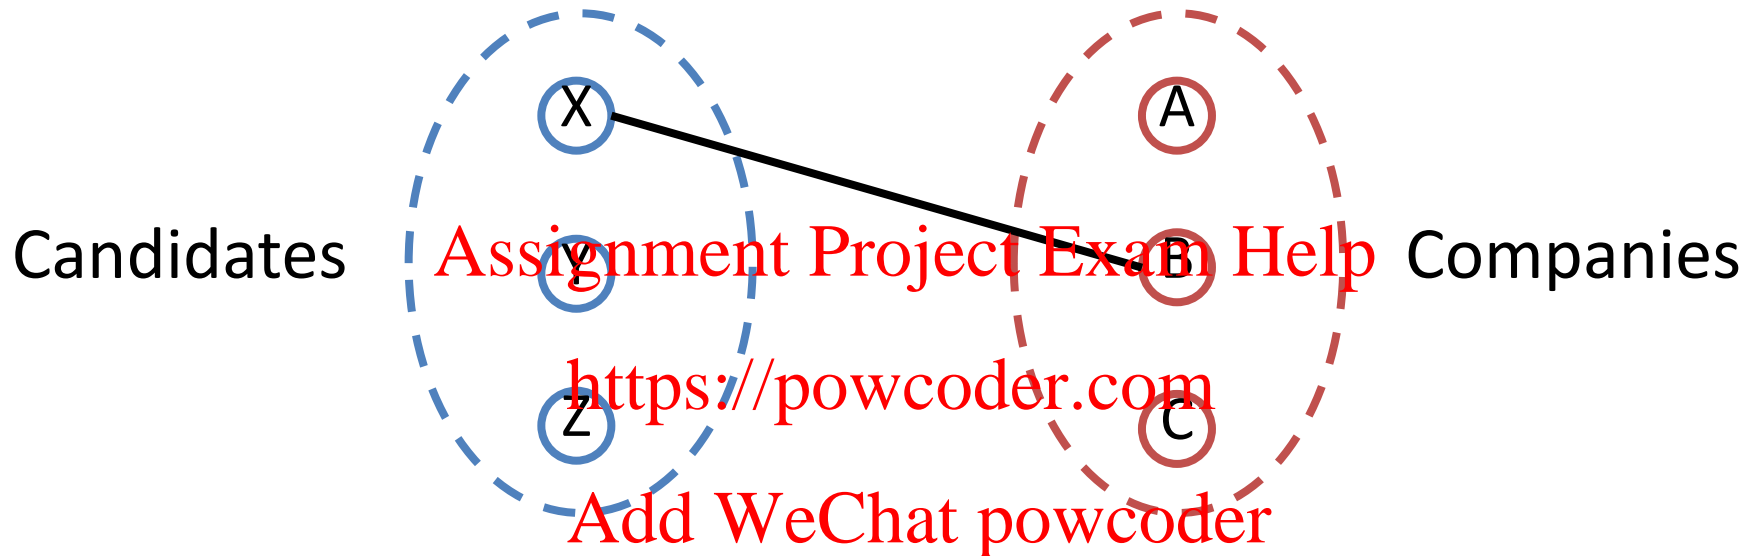 X A
Candidates Assignment Project Exam Help Companies
Y B
https://powcoder.com
Z C
Add WeChat powcoder